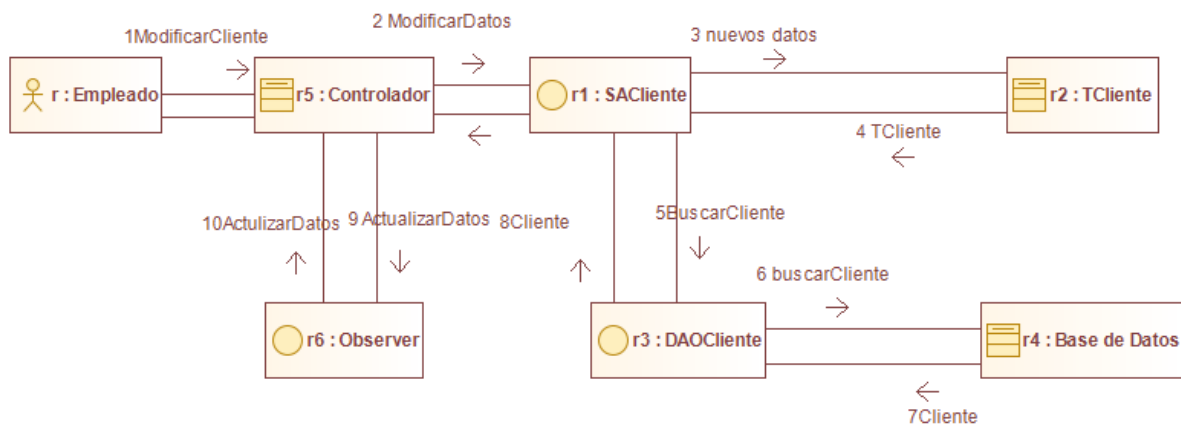 1ModificarCliente
2 ModificarDatos
3 nuevos datos
r : Empleado
r5 : Controlador
r1 : SACliente
r2 : TCliente
4 TCliente
10ActulizarDatos
9 ActualizarDatos
8Cliente
5BuscarCliente
6 buscarCliente
r6 : Observer
r3 : DAOCliente
r4 : Base de Datos
7Cliente